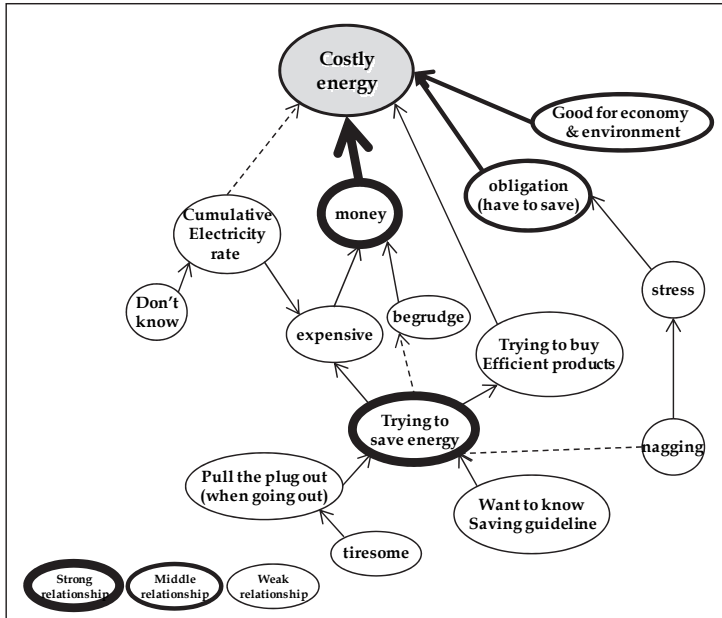 Costly
energy
Good for economy
& environment
obligation
(have to save)
money
Cumulative
Electricity
rate
Don't
know
stress
expensive
begrudge
Trying to buy
Efficient products
Trying to
save energy
nagging
Pull the plug out
(when going out)
Want to know
Saving guideline
tiresome
Strong
relationship
Middle
relationship
Weak
relationship